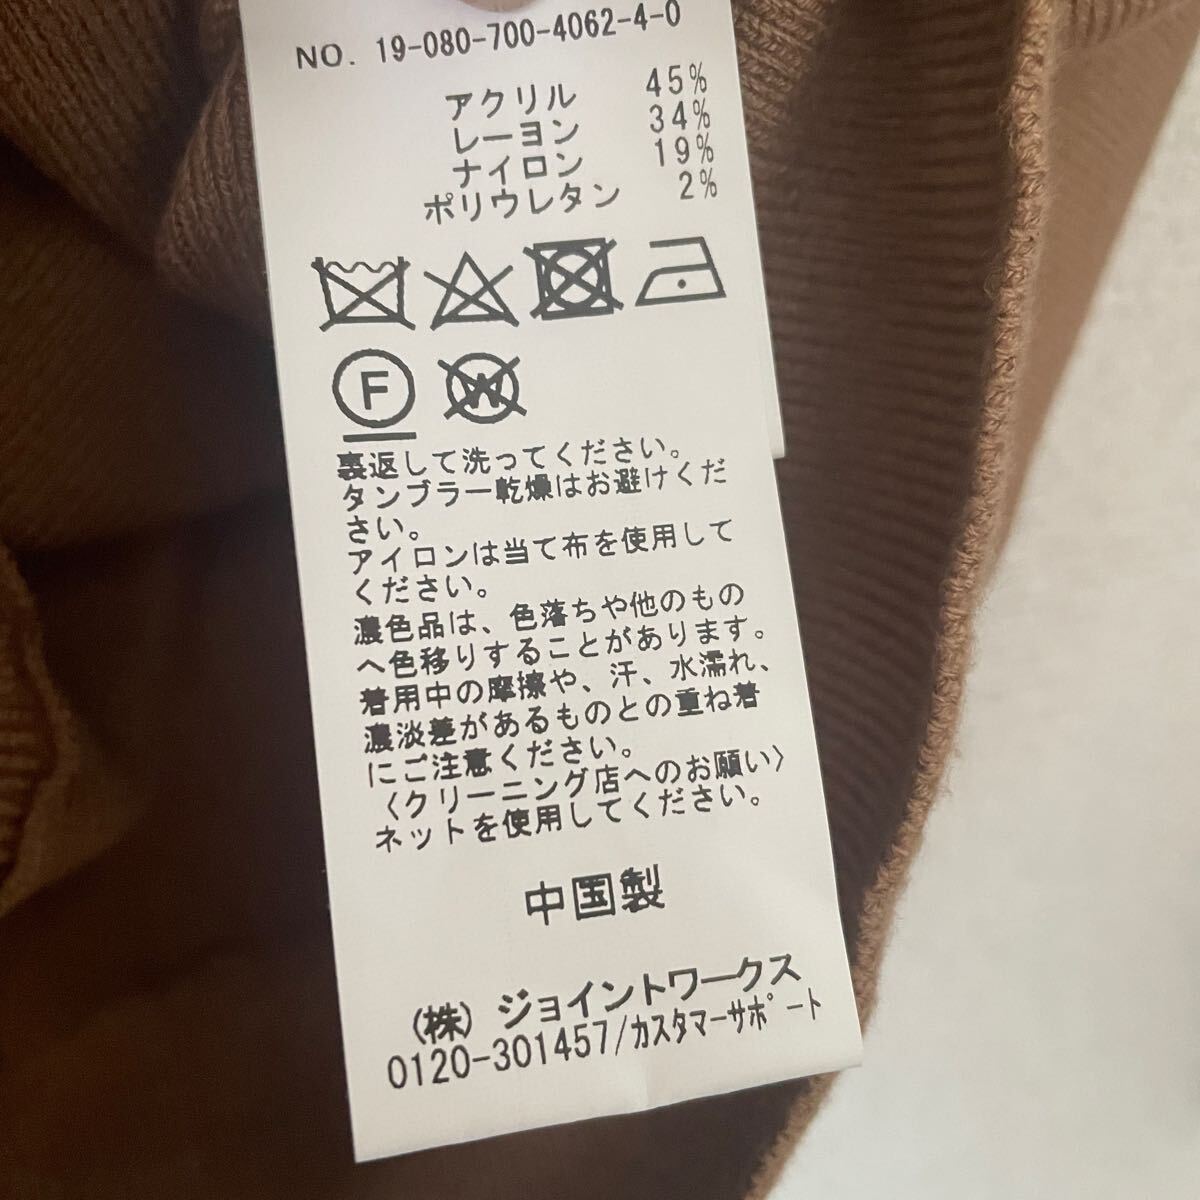 NO. 19-080-700-4062-4-0
アクリル 45%
レーヨン 34%
ナイロン 19%
ポリウレタン 2%
F W
裏返して洗ってください。
タンブラー乾燥はお避けくだ
さい。
アイロンは当て布を使用して
ください。
濃色品は、色落ちや他のもの
へ色移りすることがあります。
着用中の摩擦や、汗、水濡れ、
濃淡差があるものとの重ね着
にご注意ください。
〈クリーニング店へのお願い〉
ネットを使用してください。
中国製
(株) ジョイントワークス
0120-301457/カスタマーサポート